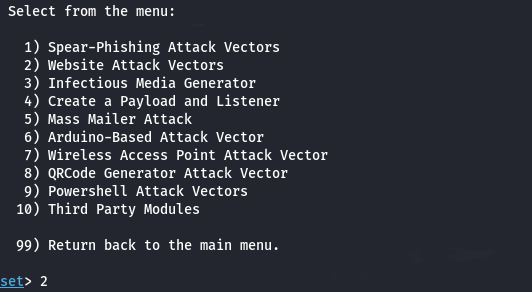 Select from the menu:
1) Spear-Phishing Attack Vectors
2) Website Attack Vectors
3) Infectious Media Generator
4) Create a Payload and Listener
5) Mass Mailer Attack
6) Arduino-Based Attack Vector
7) Wireless Access Point Attack Vector
8) QRCode Generator Attack Vector
9) Powershell Attack Vectors
10) Third Party Modules
99) Return back to the main menu.
set> 2